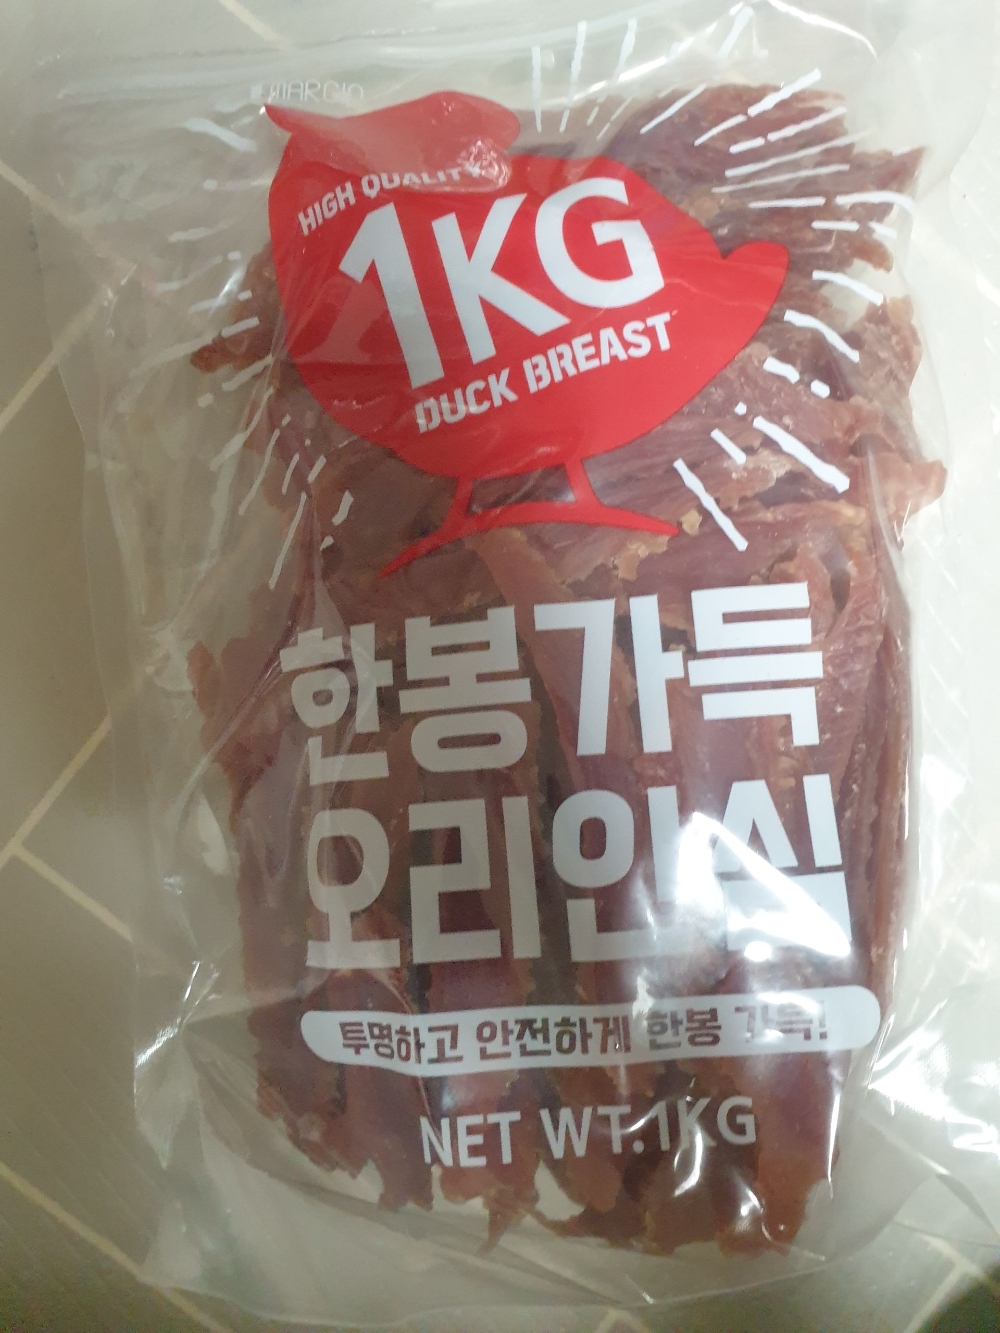 HIGH QUALITY
1KG
DUCK BREAST
한봉가득
오리안심
투명하고 안전하게 한봉 가득!
NET WT.1KG